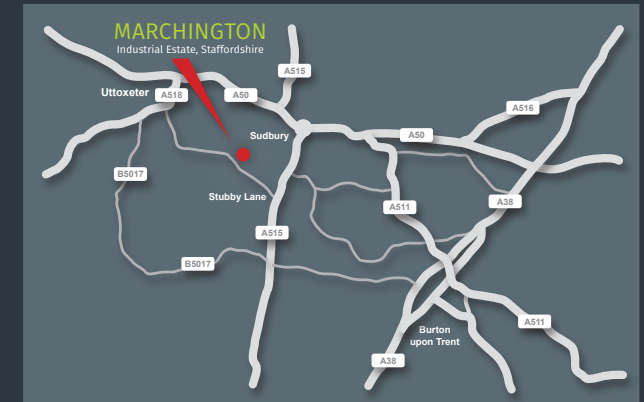 MARCHINGTON
Industrial Estate, Staffordshire
A515
Uttoxeter
A518
A50
A516
Sudbury
A50
B5017
Stubby Lane
A511
A38
A515
B5017
A511
Burton
upon Trent
A38